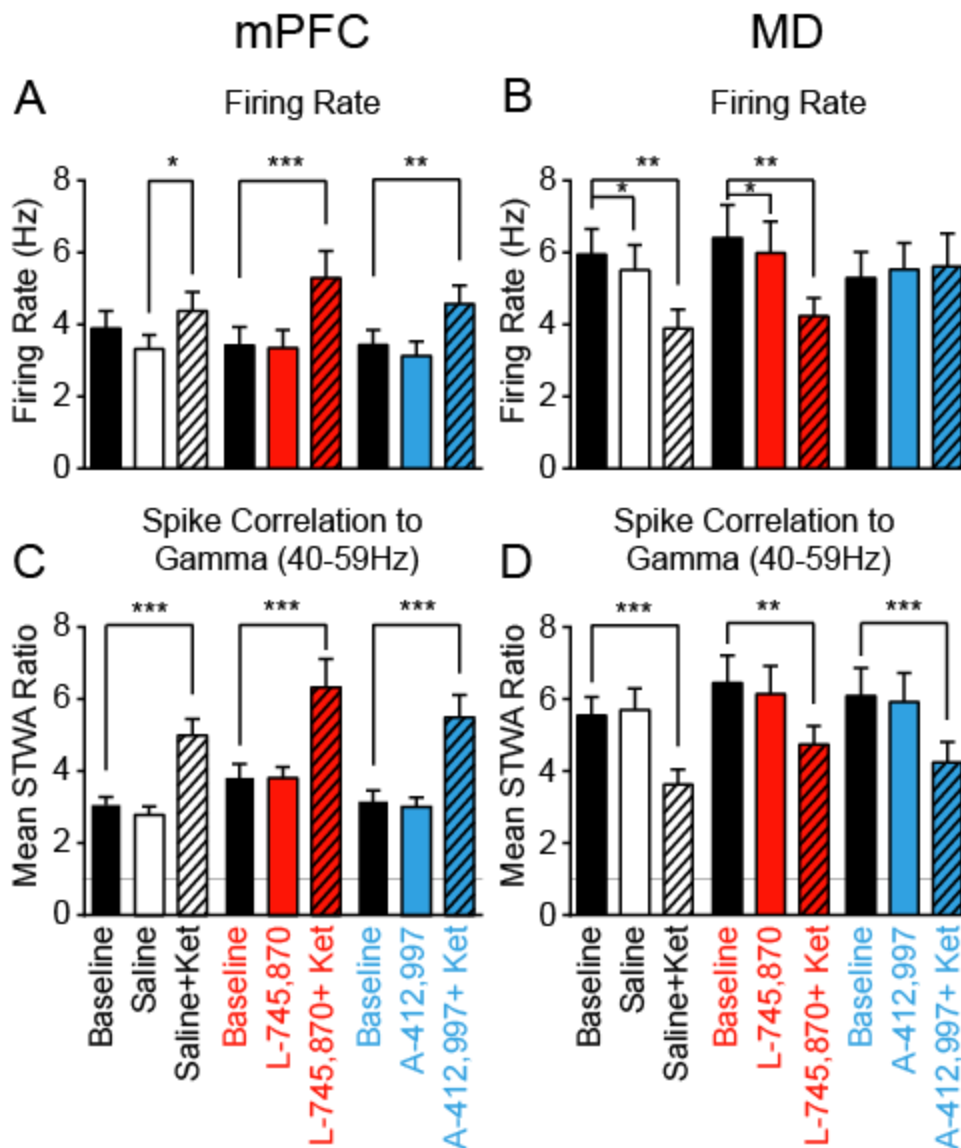 mPFC
MD
A
Firing Rate
B
Firing Rate
* *** **
** * ** *
Firing Rate (Hz)
8
6
4
2
0
Firing Rate (Hz)
8
6
4
2
0
C
Spike Correlation to
Gamma (40-59Hz)
D
Spike Correlation to
Gamma (40-59Hz)
*** *** ***
*** ** ***
Mean STWA Ratio
8
6
4
2
0
Mean STWA Ratio
8
6
4
2
0
Baseline
Saline
Saline+Ket
Baseline
L-745,870
L-745,870+ Ket
Baseline
A-412,997
A-412,997+ Ket
Baseline
Saline
Saline+Ket
Baseline
L-745,870
L-745,870+ Ket
Baseline
A-412,997
A-412,997+ Ket